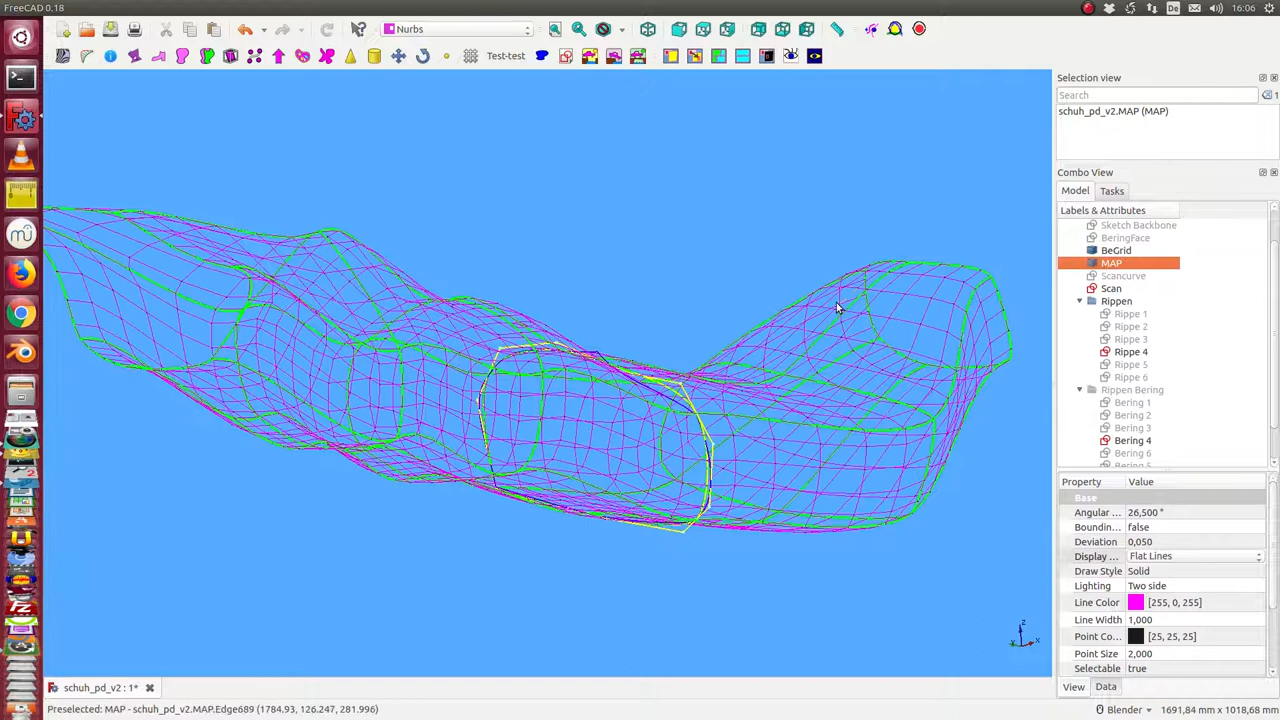 FreeCAD 0.18
De
16:06
Nurbs
Test-test
Selection view
Search
1
schuh_pd_v2.MAP (MAP)
Combo View
Model
Tasks
Labels & Attributes
Sketch Backbone
BeringFace
BeGrid
MAP
Scancurve
Scan
Rippen
Rippe 1
Rippe 2
Rippe 3
Rippe 4
Rippe 5
Rippe 6
Rippen Bering
Bering 1
Bering 2
Bering 3
Bering 4
Bering 6
Property
Value
Base
Angular ...
26,500 °
Boundin...
false
Deviation
0,050
Display ...
Flat Lines
Draw Style
Solid
Lighting
Two side
Line Color
[255, 0, 255]
Line Width
1,000
Point Co...
[25, 25, 25]
Point Size
2,000
Selectable
true
View
Data
z
x
schuh_pd_v2 : 1*
Preselected: MAP - schuh_pd_v2.MAP.Edge689 (1784.93, 126.247, 281.996)
Blender
1691,84 mm x 1018,68 mm